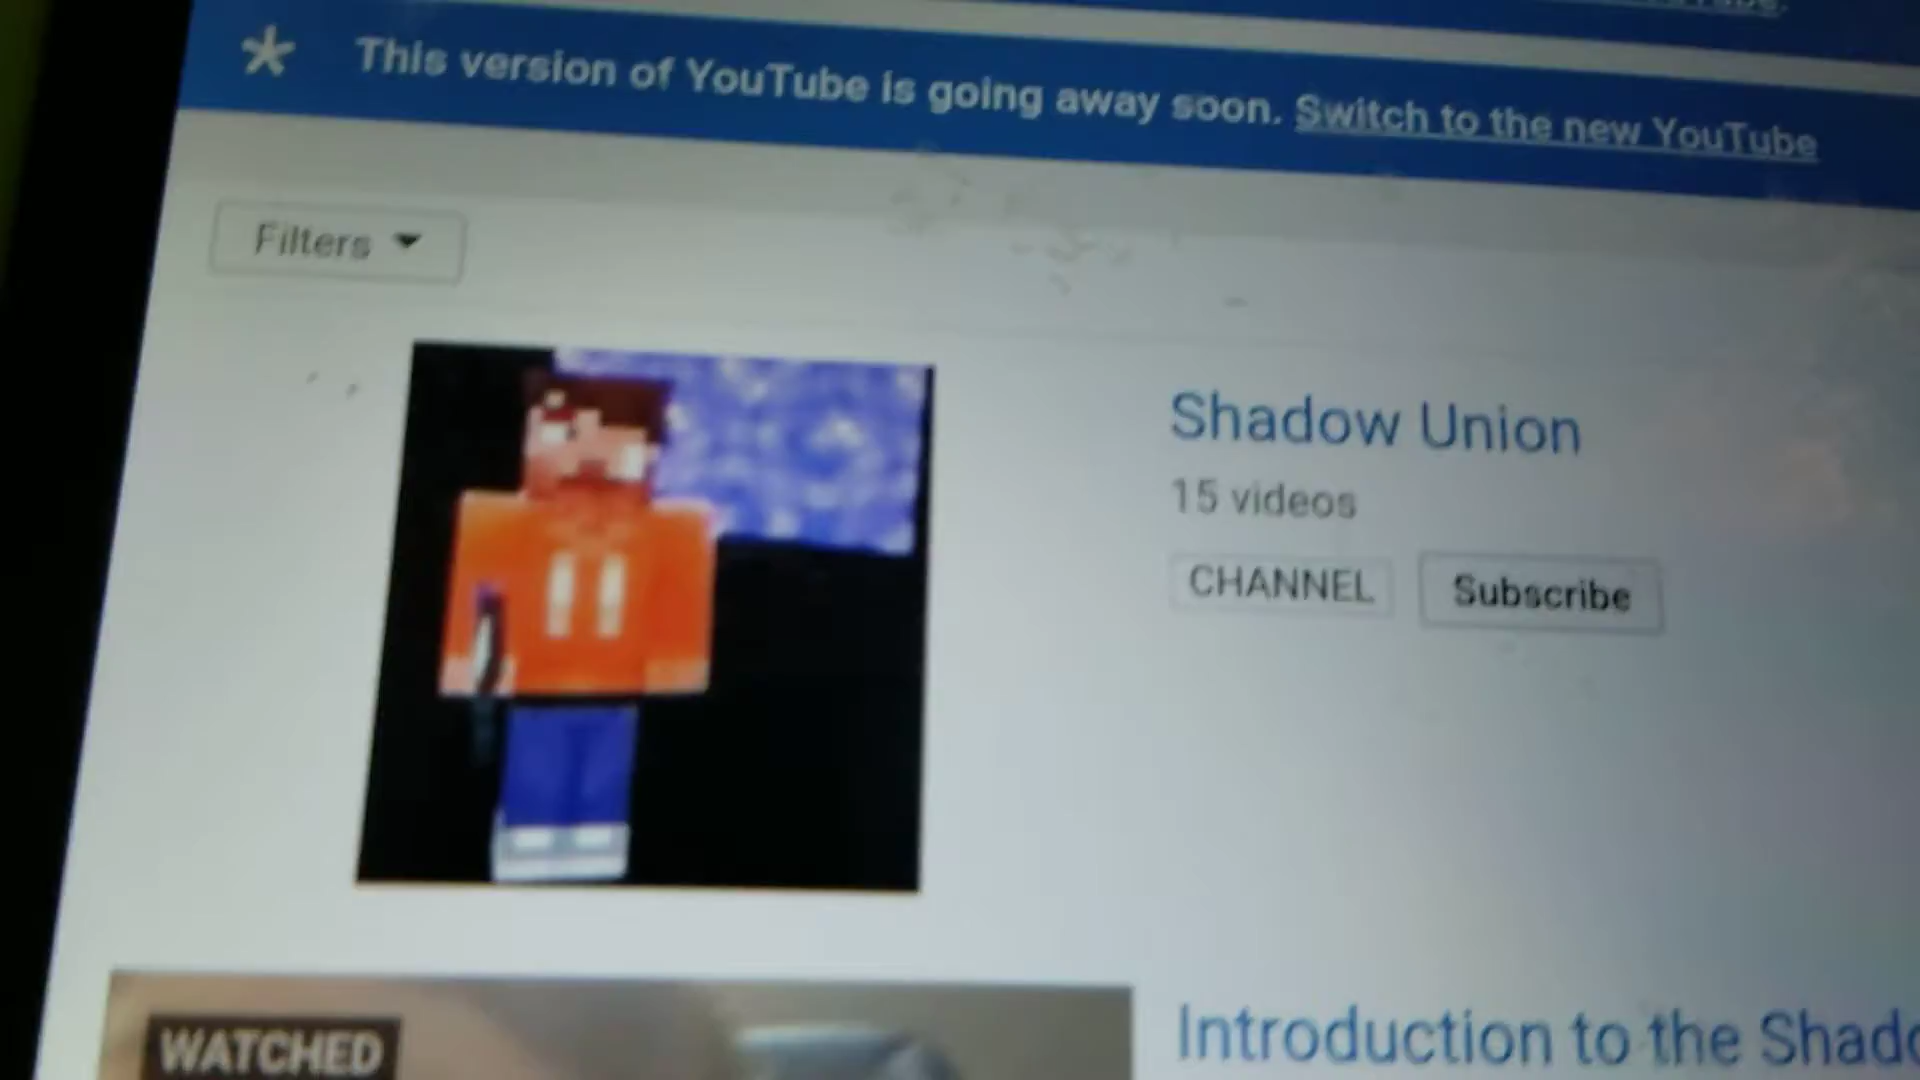 This version of YouTube is going away soon. Switch to the new YouTube
Filters
Shadow Union
15 videos
CHANNEL Subscribe
WATCHED
Introduction to the